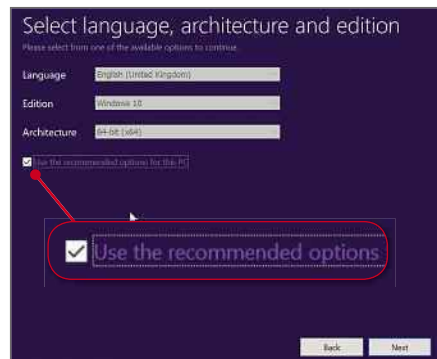 Select language, architecture and edition
Please select from one of the available options to continue.
Language English (United Kingdom)
Edition Windows 10
Architecture 64-bit (x64)
Use the recommended options for this PC
Use the recommended options
Back Next